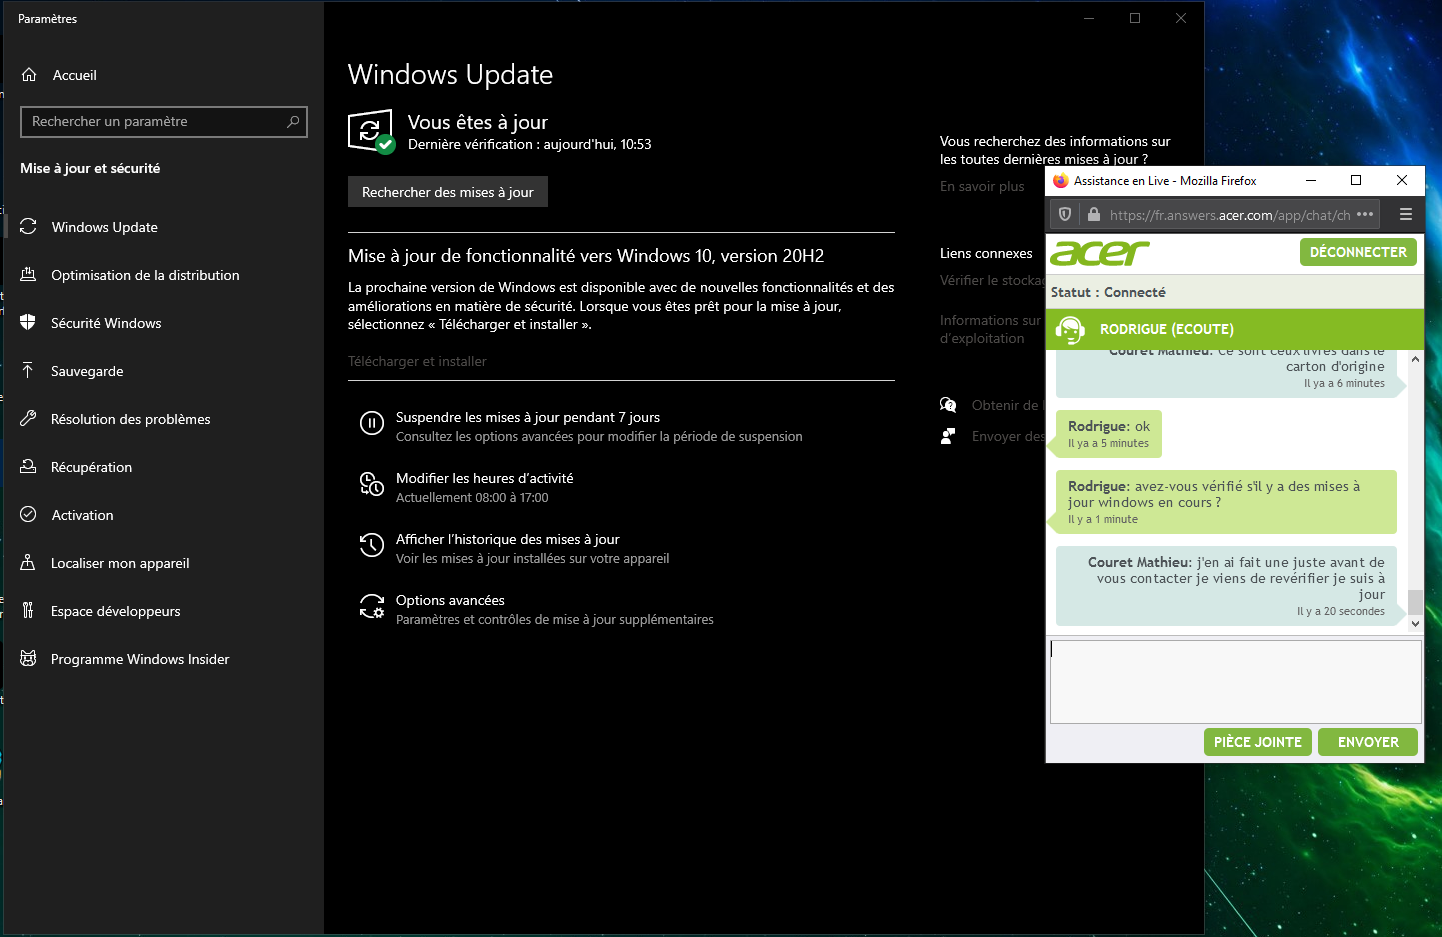 Paramètres
Accueil
Rechercher un paramètre
Mise à jour et sécurité
Windows Update
Optimisation de la distribution
Sécurité Windows
Sauvegarde
Résolution des problèmes
Récupération
Activation
Localiser mon appareil
Espace développeurs
Programme Windows Insider
Windows Update
Vous êtes à jour
Dernière vérification : aujourd'hui, 10:53
Rechercher des mises à jour
Mise à jour de fonctionnalité vers Windows 10, version 20H2
La prochaine version de Windows est disponible avec de nouvelles fonctionnalités et des
améliorations en matière de sécurité. Lorsque vous êtes prêt pour la mise à jour,
sélectionnez « Télécharger et installer ».
Télécharger et installer
Suspendre les mises à jour pendant 7 jours
Consultez les options avancées pour modifier la période de suspension
Modifier les heures d'activité
Actuellement 08:00 à 17:00
Afficher l'historique des mises à jour
Voir les mises à jour installées sur votre appareil
Options avancées
Paramètres et contrôles de mise à jour supplémentaires
Vous recherchez des informations sur
les toutes dernières mises à jour ?
En savoir plus
Liens connexes
Vérifier le stocka
Informations sur
d'exploitation
Obtenir de l
Envoyer des
Assistance en Live - Mozilla Firefox
https://fr.answers.acer.com/app/chat/ch
acer
DÉCONNECTER
Statut : Connecté
RODRIGUE (ECOUTE)
Couret Mathieu: Ce sont ceux livrés dans le
carton d'origine
Il ya a 6 minutes
Rodrigue: ok
Il ya a 5 minutes
Rodrigue: avez-vous vérifié s'il y a des mises à
jour windows en cours ?
Il y a 1 minute
Couret Mathieu: j'en ai fait une juste avant de
vous contacter je viens de revérifier je suis à
jour
Il y a 20 secondes
PIÈCE JOINTE
ENVOYER